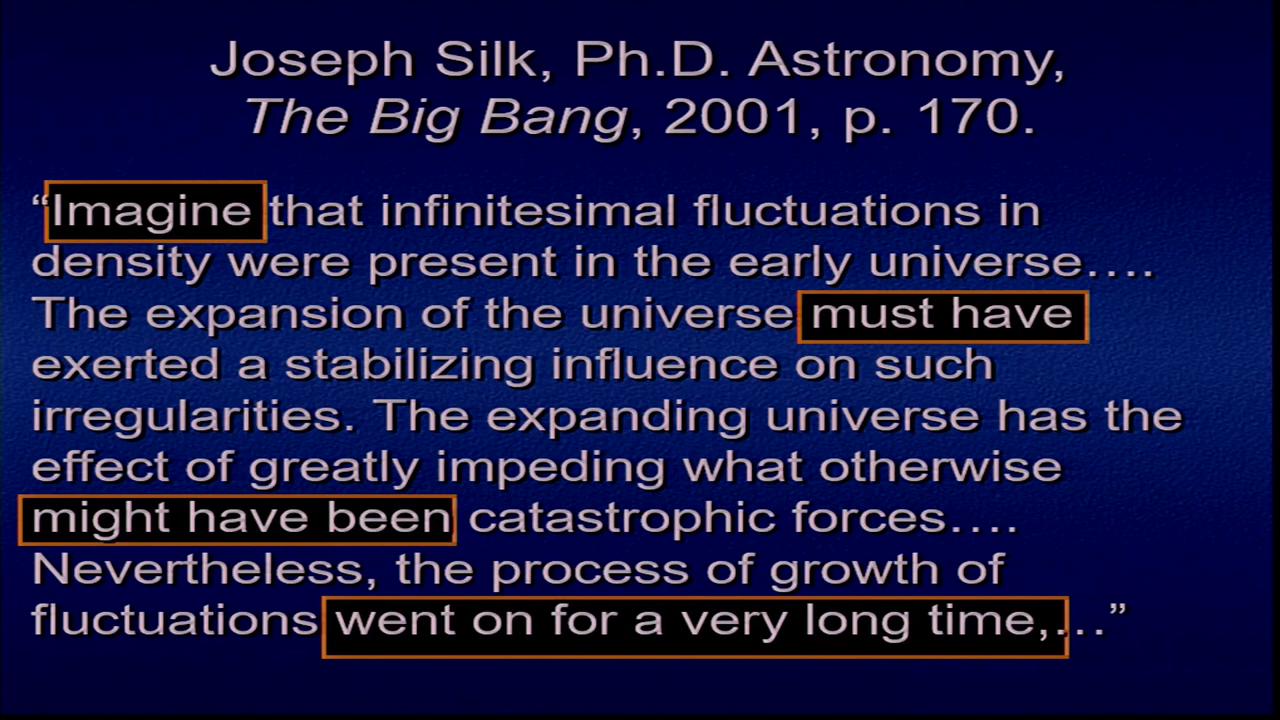 Joseph Silk, Ph.D. Astronomy,
The Big Bang, 2001, p. 170.
“Imagine that infinitesimal fluctuations in
density were present in the early universe….
The expansion of the universe must have
exerted a stabilizing influence on such
irregularities. The expanding universe has the
effect of greatly impeding what otherwise
might have been catastrophic forces….
Nevertheless, the process of growth of
fluctuations went on for a very long time,…”